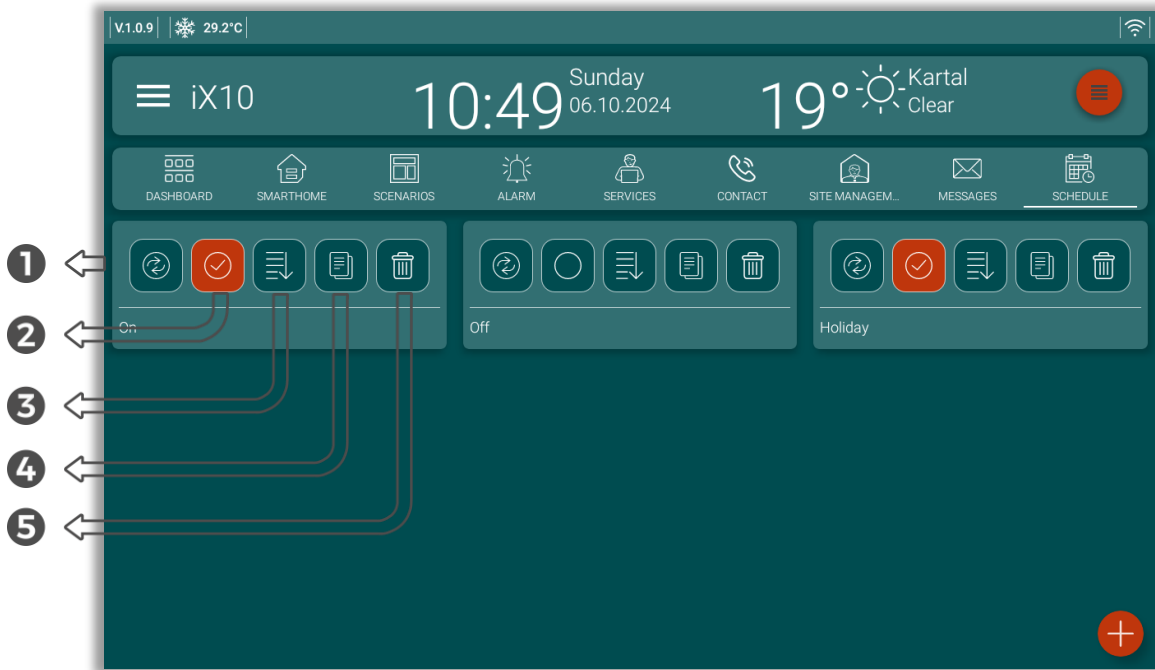 V.1.0.9 29.2°C
iX10
10:49
Sunday
06.10.2024
19°
Kartal
Clear
DASHBOARD SMARTHOME SCENARIOS ALARM SERVICES CONTACT SITE MANAGEM... MESSAGES SCHEDULE
1
2
On Off Holiday
3
4
5